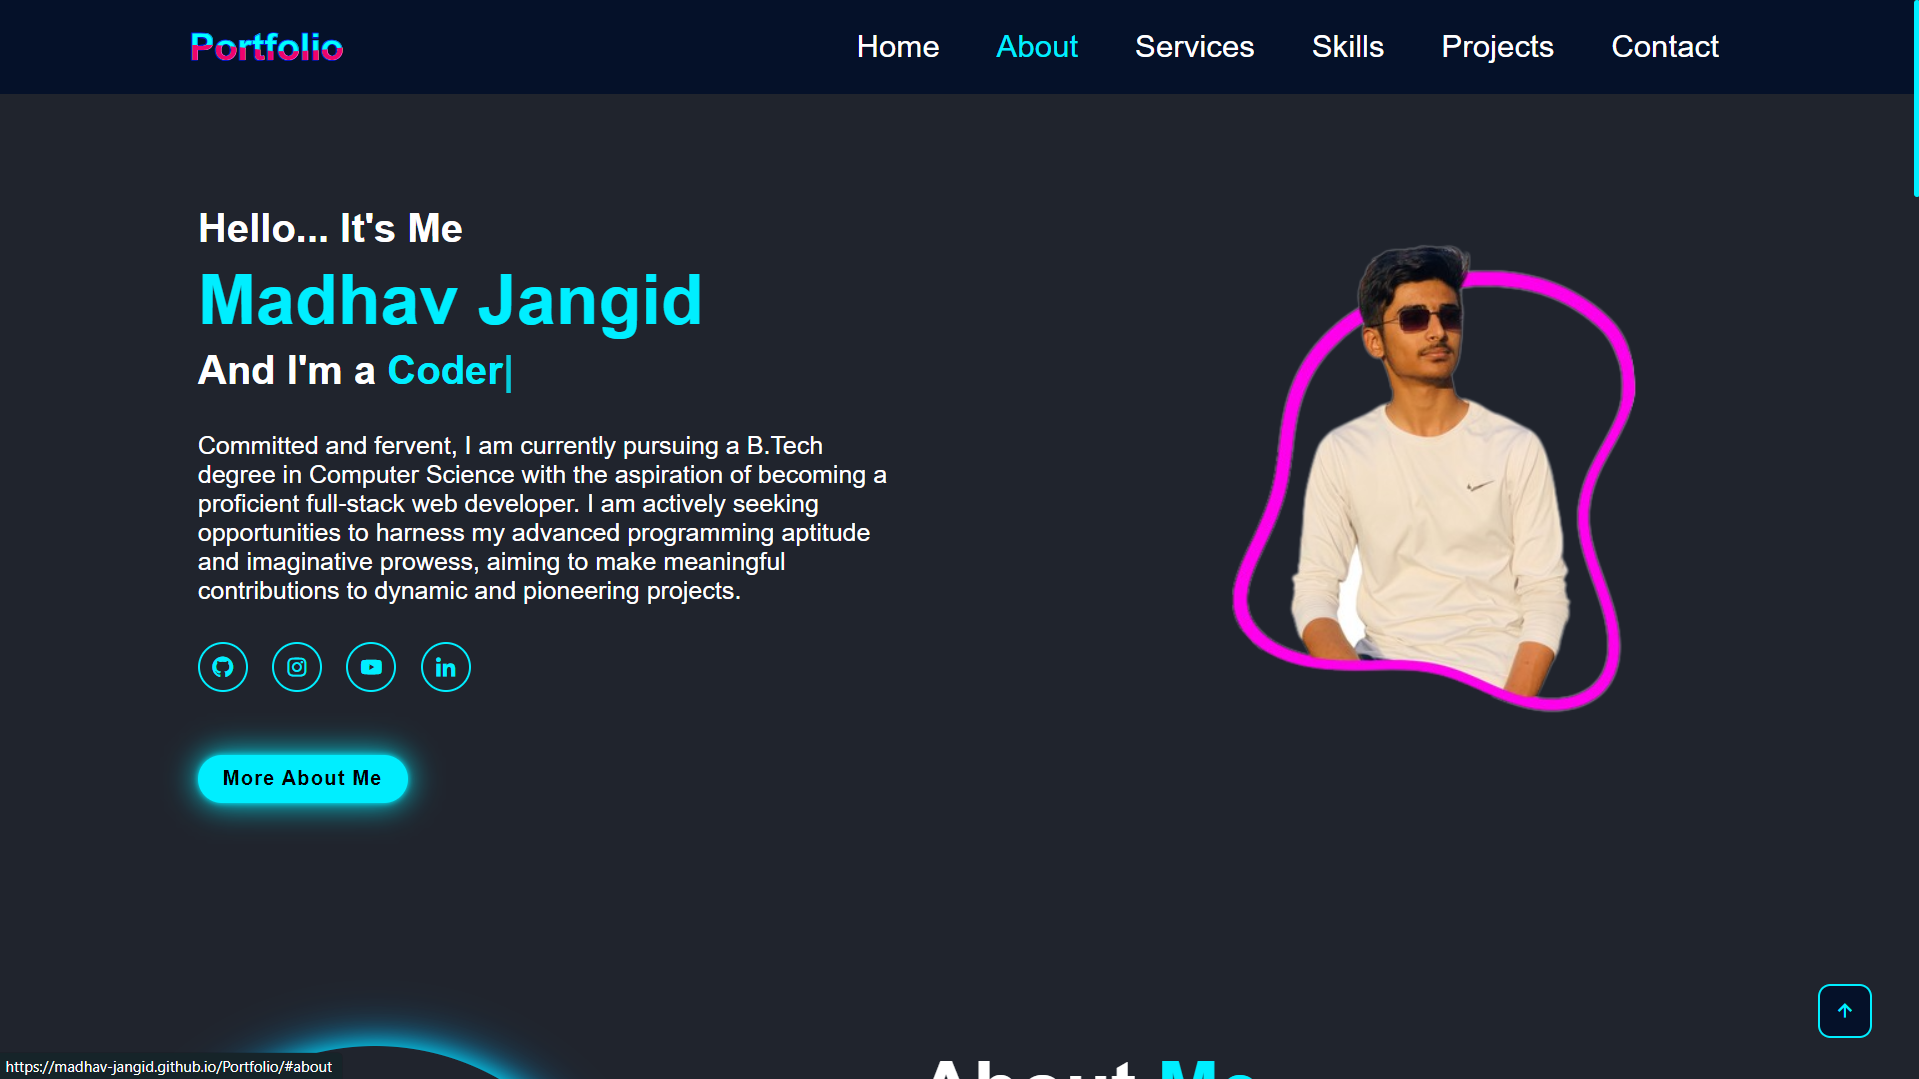 Portfolio
Home About Services Skills Projects Contact
Hello... It's Me
Madhav Jangid
And I'm a Coder|
Committed and fervent, I am currently pursuing a B.Tech
degree in Computer Science with the aspiration of becoming a
proficient full-stack web developer. I am actively seeking
opportunities to harness my advanced programming aptitude
and imaginative prowess, aiming to make meaningful
contributions to dynamic and pioneering projects.
More About Me
About Me
https://madhav-jangid.github.io/Portfolio/#about